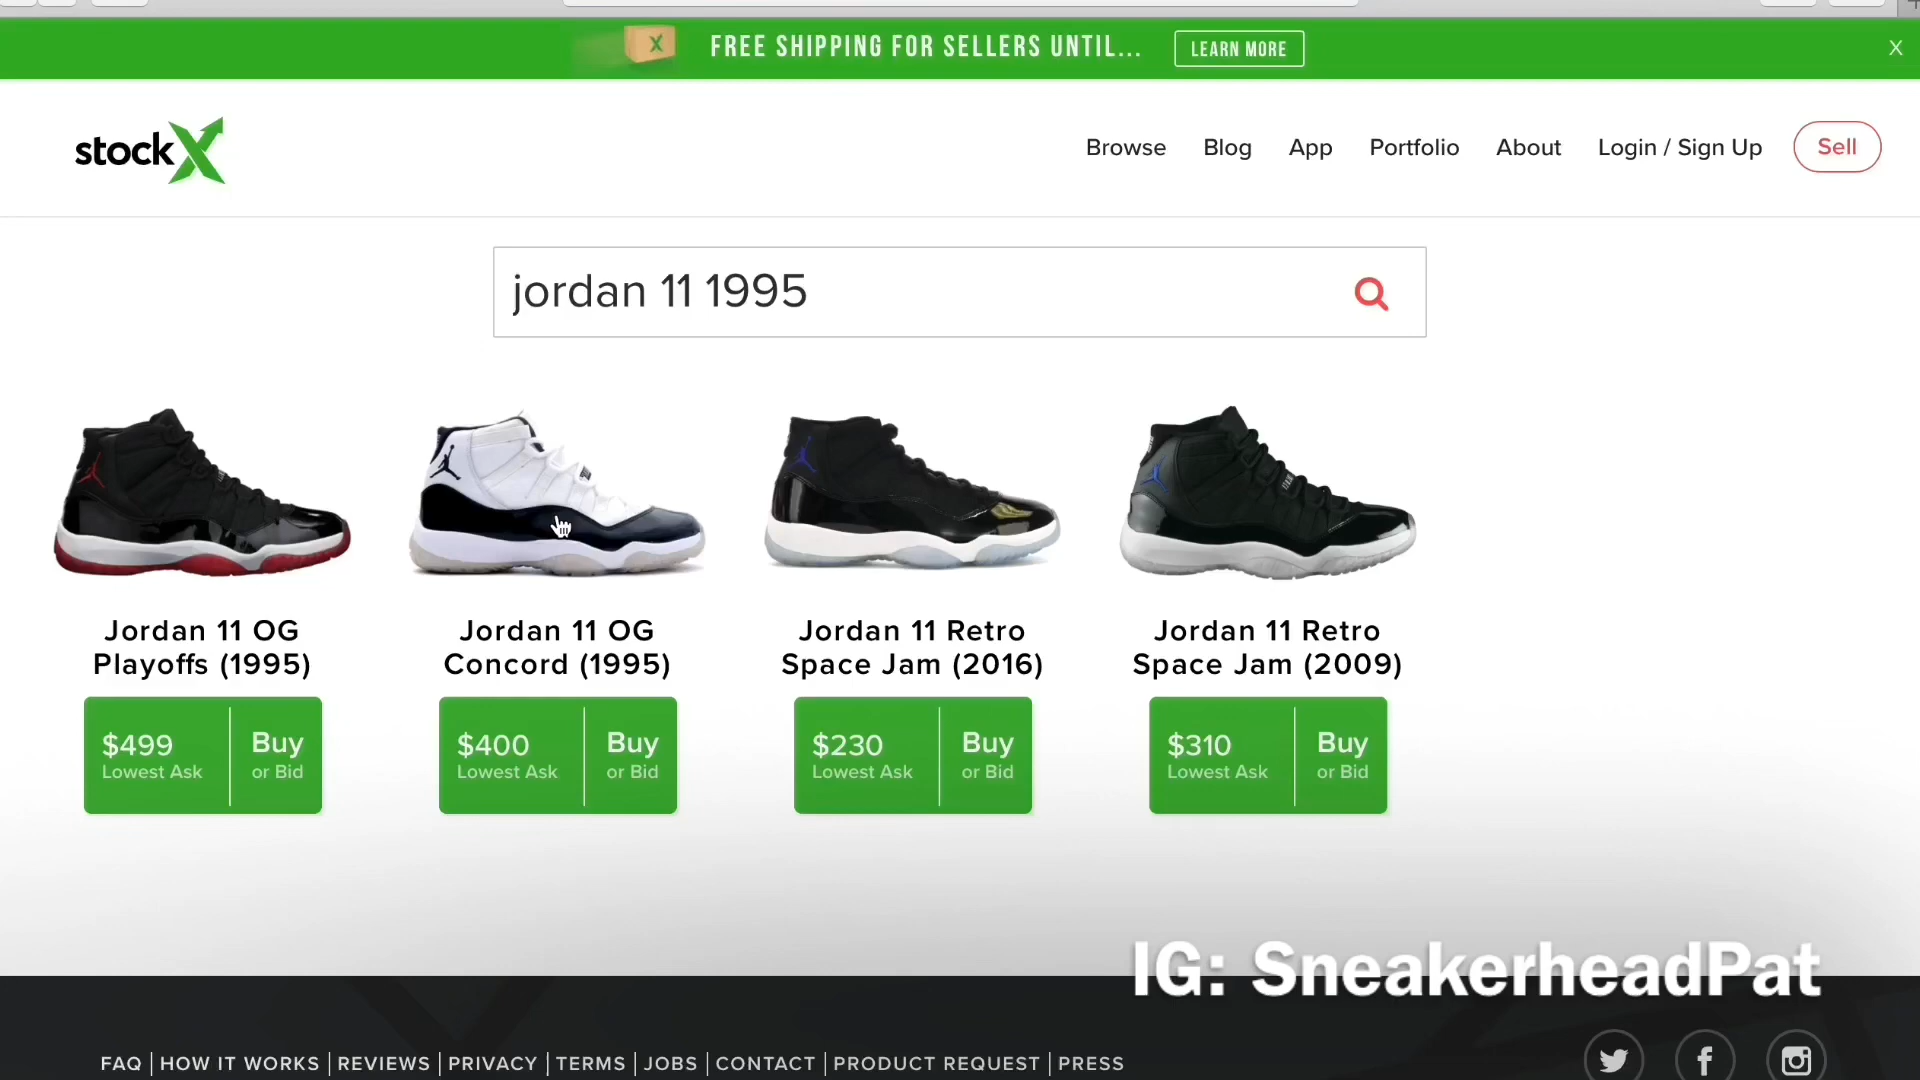 X
FREE SHIPPING FOR SELLERS UNTIL...
LEARN MORE
X
stockX
Browse
Blog
App
Portfolio
About
Login / Sign Up
Sell
jordan 11 1995
Jordan 11 OG
Playoffs (1995)
$499
Lowest Ask
Buy
or Bid
Jordan 11 OG
Concord (1995)
$400
Lowest Ask
Buy
or Bid
Jordan 11 Retro
Space Jam (2016)
$230
Lowest Ask
Buy
or Bid
Jordan 11 Retro
Space Jam (2009)
$310
Lowest Ask
Buy
or Bid
IG: SneakerheadPat
FAQ | HOW IT WORKS | REVIEWS | PRIVACY | TERMS | JOBS | CONTACT | PRODUCT REQUEST | PRESS